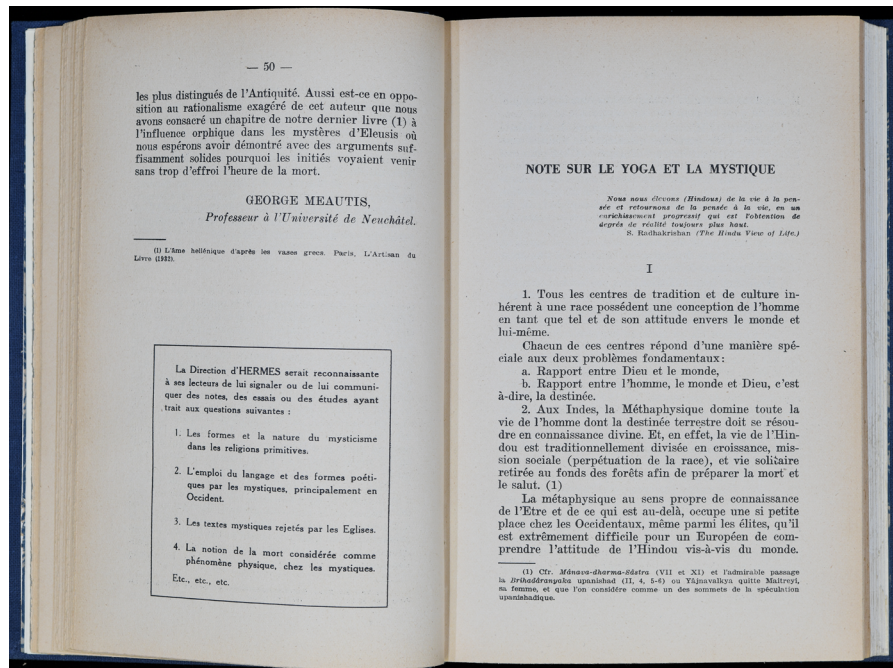 — 50 —
les plus distingués de l'Antiquité. Aussi est-ce en oppo-
sition au rationalisme exagéré de cet auteur que nous
avons consacré un chapitre de notre dernier livre (1) à
l'influence orphique dans les mystères d'Eleusis où
nous espérons avoir démontré avec des arguments suf-
fisamment solides pourquoi les initiés voyaient venir
sans trop d'effroi l'heure de la mort.
GEORGE MEAUTIS,
Professeur à l'Université de Neuchâtel.
(1) L'âme hellénique d'après les vases grecs. Paris, L'Artisan du
Livre (1932).
La Direction d'HERMES serait reconnaissante
à ses lecteurs de lui signaler ou de lui communi-
quer des notes, des essais ou des études ayant
trait aux questions suivantes :
1. Les formes et la nature du mysticisme
dans les religions primitives.
2. L'emploi du langage et des formes poéti-
ques par les mystiques, principalement en
Occident.
3. Les textes mystiques rejetés par les Eglises.
4. La notion de la mort considérée comme
phénomène physique, chez les mystiques.
Etc., etc., etc.
NOTE SUR LE YOGA ET LA MYSTIQUE
Nous nous élevons (Hindous) de la vie à la pen-
sée et retournons de la pensée à la vie, en un
enrichissement progressif qui est l'obtention de
degrés de réalité toujours plus haut.
S. Radhakrishan (The Hindu View of Life.)
I
1. Tous les centres de tradition et de culture in-
hérent à une race possédent une conception de l'homme
en tant que tel et de son attitude envers le monde et
lui-même.
Chacun de ces centres répond d'une manière spé-
ciale aux deux problèmes fondamentaux :
a. Rapport entre Dieu et le monde,
b. Rapport entre l'homme, le monde et Dieu, c'est
à-dire, la destinée.
2. Aux Indes, la Méthaphysique domine toute la
vie de l'homme dont la destinée terrestre doit se résou-
dre en connaissance divine. Et, en effet, la vie de l'Hin-
dou est traditionnellement divisée en croissance, mis-
sion sociale (perpétuation de la race), et vie solitaire
retirée au fonds des forêts afin de préparer la mort et
le salut. (1)
La métaphysique au sens propre de connaissance
de l'Etre et de ce qui est au-delà, occupe une si petite
place chez les Occidentaux, même parmi les élites, qu'il
est extrêmement difficile pour un Européen de com-
prendre l'attitude de l'Hindou vis-à-vis du monde.
(1) Cfr. Mânava-dharma-Sâstra (VII et XI) et l'admirable passage
la Brihaddranyaka upanishad (II, 4, 5-6) ou Yâjnavalkya quitte Maitreyî,
sa femme, et que l'on considére comme un des sommets de la spéculation
upanishadique.